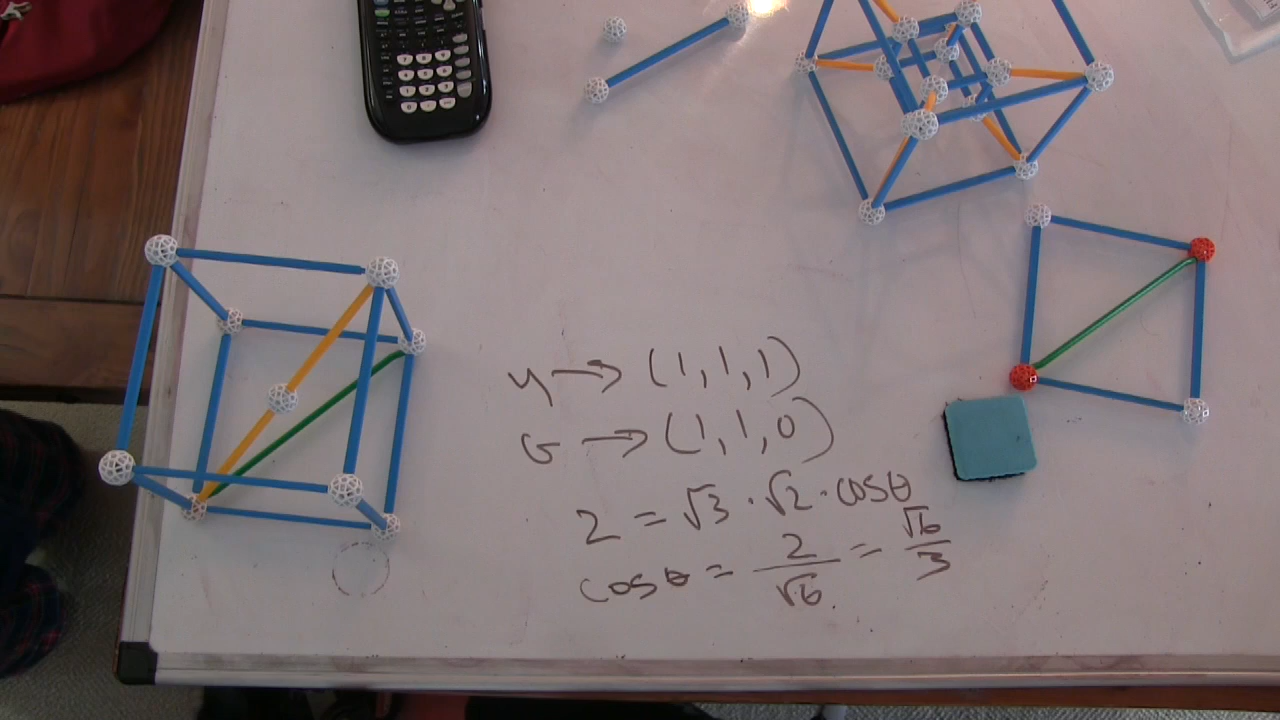 y → (1,1,1)
G → (1,1,0)
2 = √3 · √2 · cosθ
cosθ = 2/√6 = √6/3